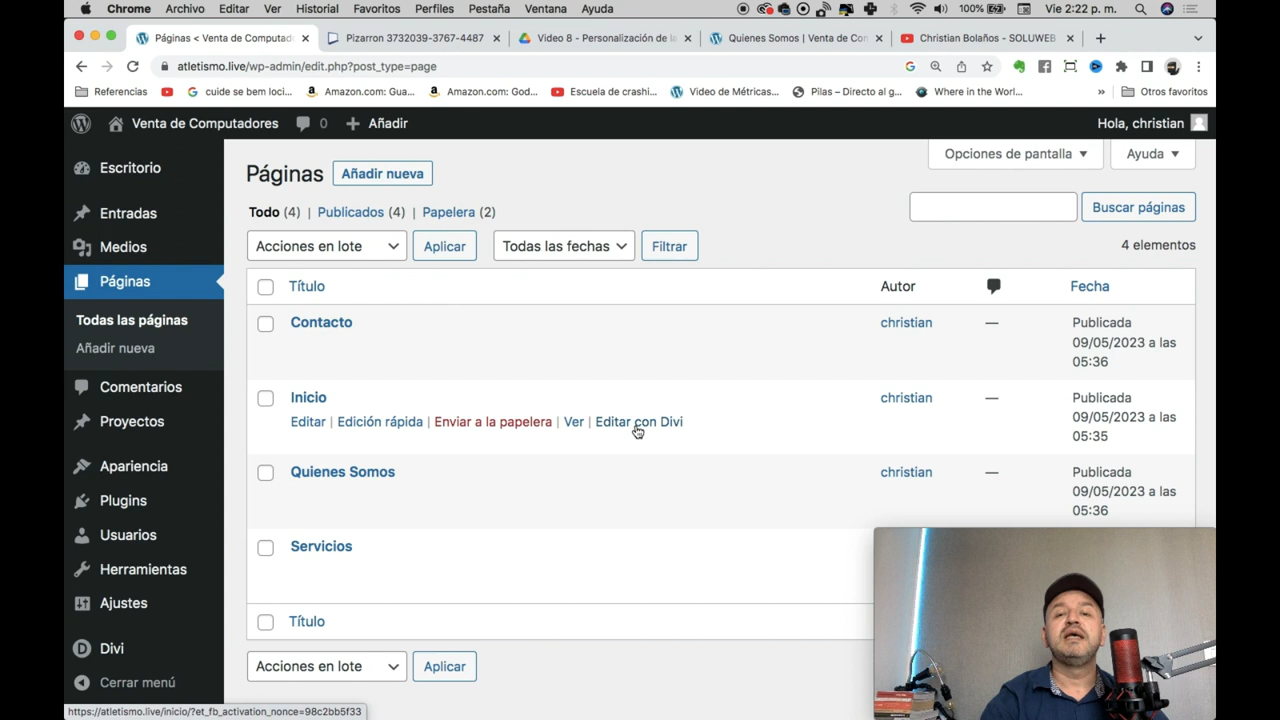 Chrome Archivo Editar Ver Historial Favoritos Perfiles Pestaña Ventana Ayuda 100% Vie 2:22 p. m.
Páginas < Venta de Computado Pizarron 3732039-3767-4487 Video 8 - Personalización de la Quienes Somos | Venta de Com Christian Bolaños - SOLUWEB
atletismo.live/wp-admin/edit.php?post_type=page
Referencias cuide se bem loci... Amazon.com: Gua... Amazon.com: God... Escuela de crashi... Video de Métricas... Pilas – Directo al g... Where in the Worl... » Otros favoritos
Venta de Computadores 0 Añadir Hola, christian
Escritorio
Entradas
Medios
Páginas
Todas las páginas
Añadir nueva
Comentarios
Proyectos
Apariencia
Plugins
Usuarios
Herramientas
Ajustes
Divi
Cerrar menú
Opciones de pantalla Ayuda
Páginas Añadir nueva
Todo (4) | Publicados (4) | Papelera (2)
Buscar páginas
Acciones en lote Aplicar Todas las fechas Filtrar 4 elementos
Título Autor Fecha
Contacto christian — Publicada
09/05/2023 a las
05:36
Inicio christian — Publicada
Editar | Edición rápida | Enviar a la papelera | Ver | Editar con Divi 09/05/2023 a las
05:35
Quienes Somos christian — Publicada
09/05/2023 a las
05:36
Servicios
Título
Acciones en lote Aplicar
https://atletismo.live/inicio/?et_fb_activation_nonce=98c2bb5f33